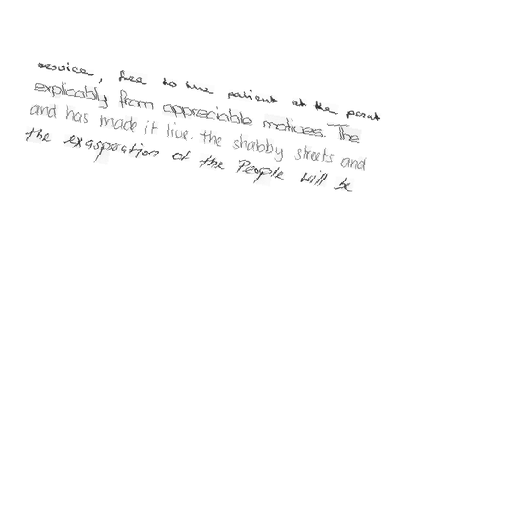 service, free to the patient at the point
explicably from appreciable motives. The
and has made it live. the shabby streets and
the exasperation of the People will be